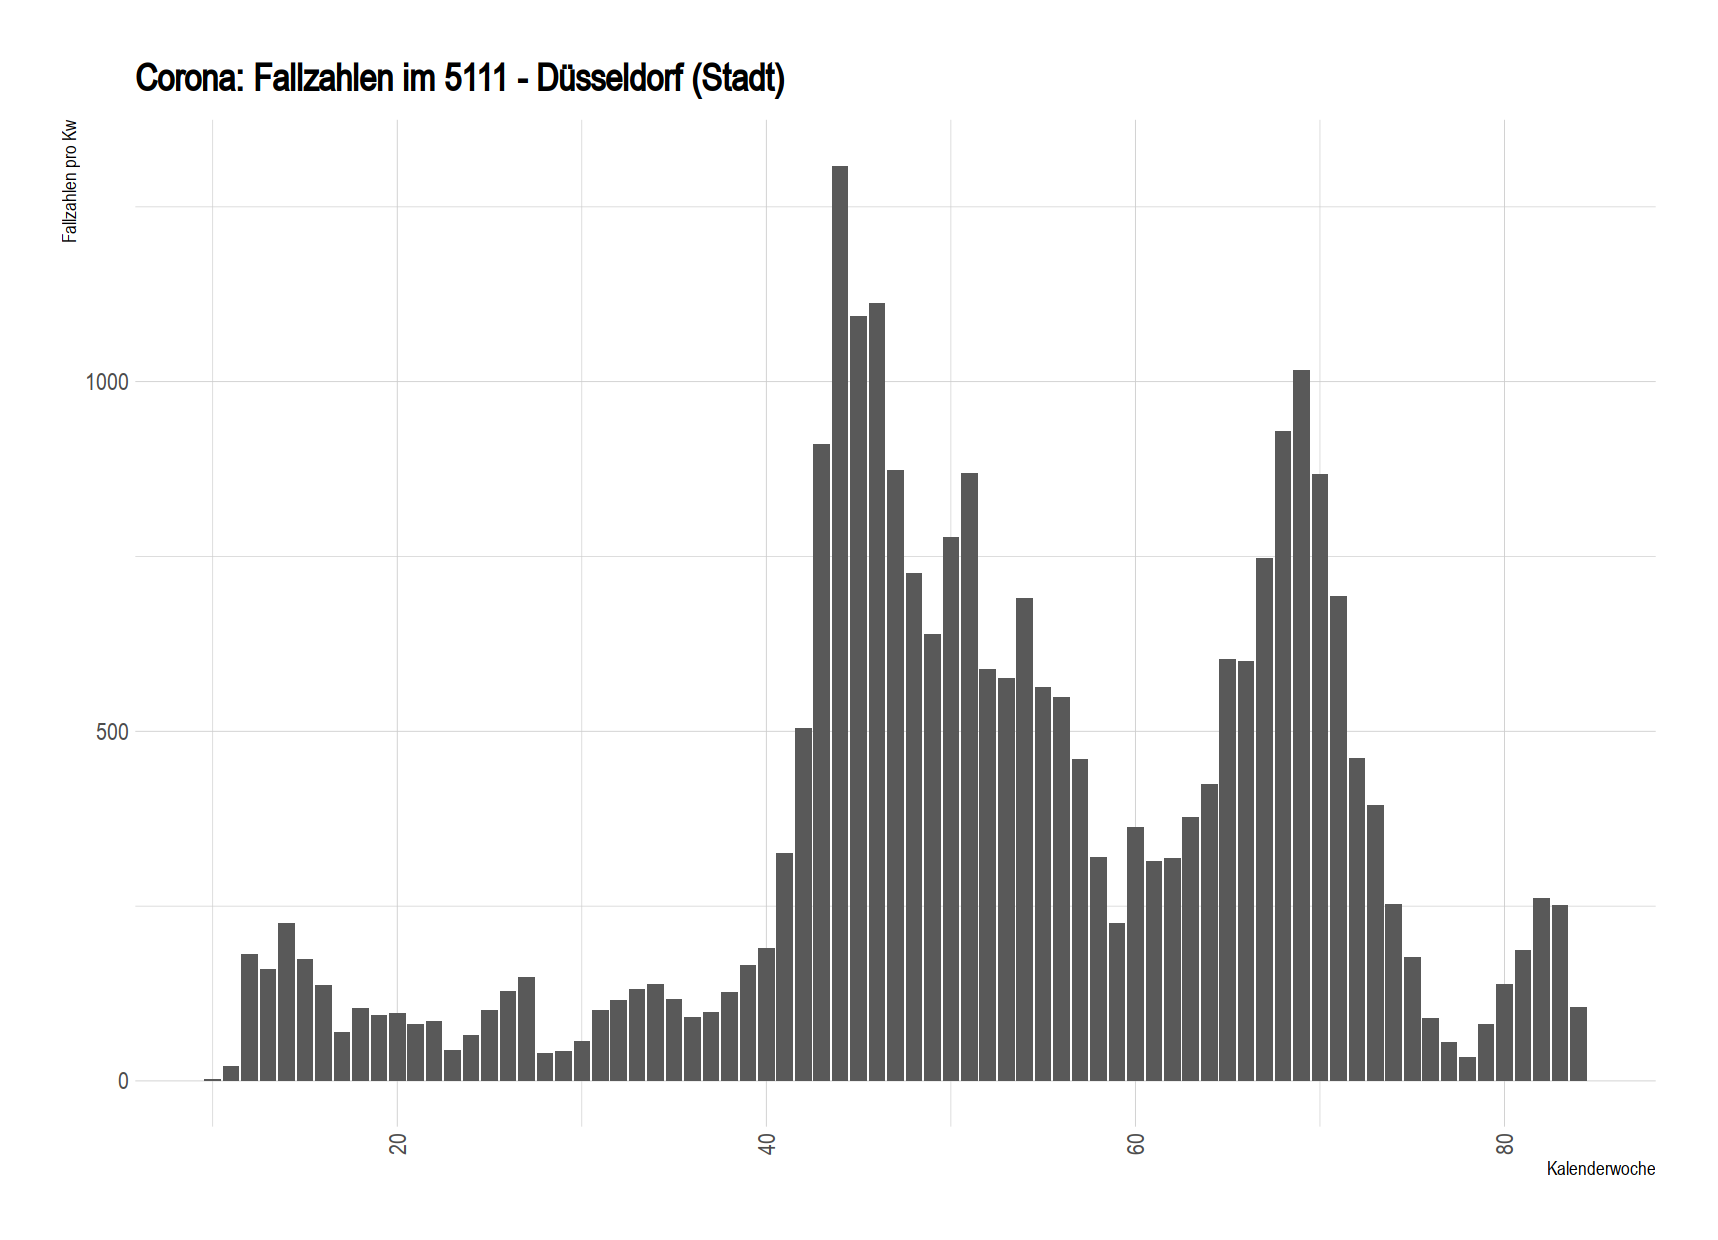 Corona: Fallzahlen im 5111 - Düsseldorf (Stadt)
Fallzahlen pro Kw
1000
500
0
20
40
60
80
Kalenderwoche